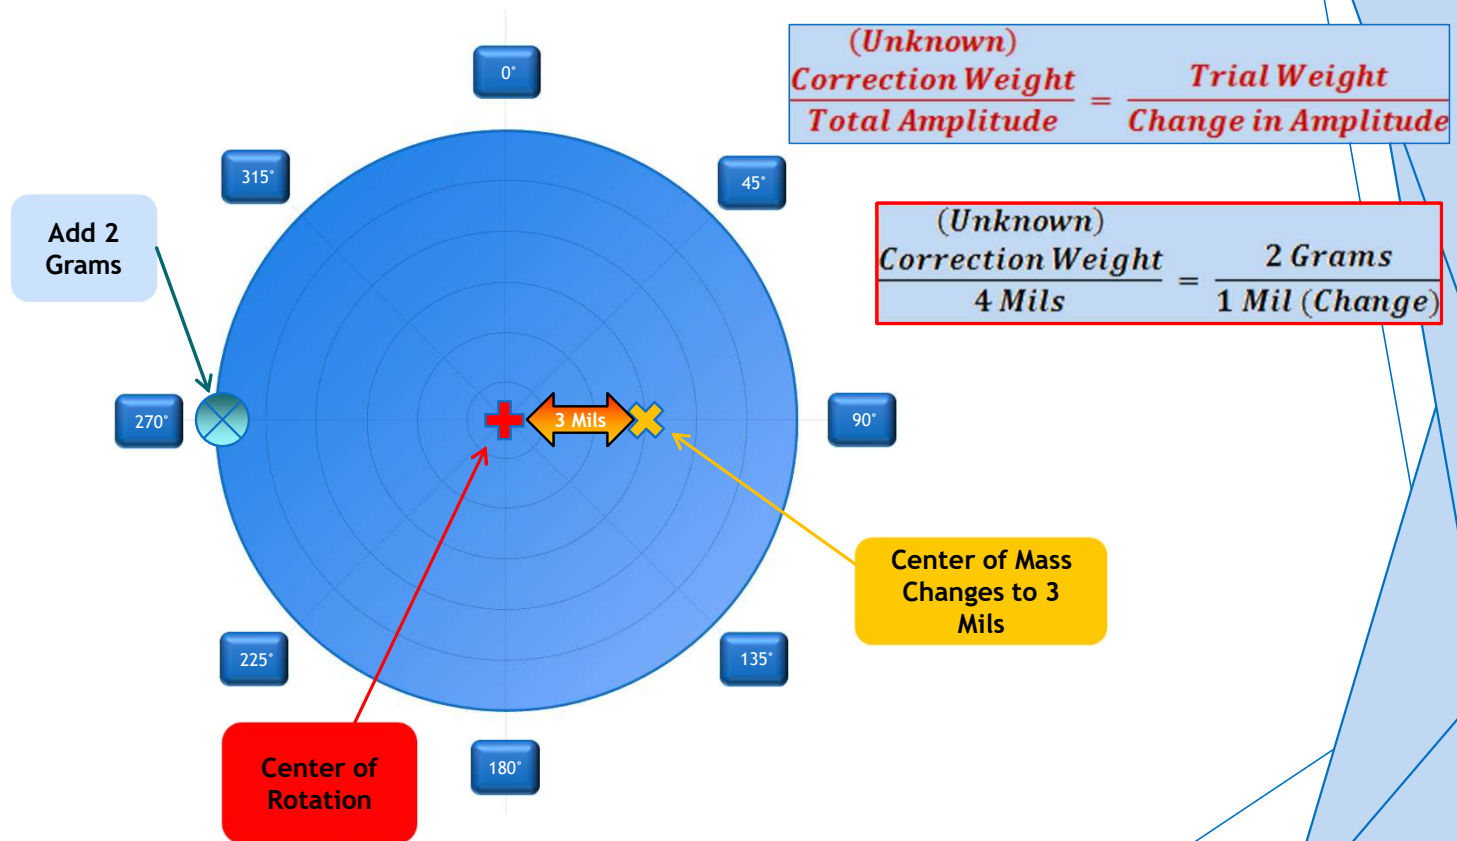 0°
(Unknown)
Correction Weight / Total Amplitude = Trial Weight / Change in Amplitude
315°
45°
Add 2
Grams
(Unknown)
Correction Weight / 4 Mils = 2 Grams / 1 Mil (Change)
270°
3 Mils
90°
Center of Mass
Changes to 3
Mils
225°
135°
Center of
Rotation
180°